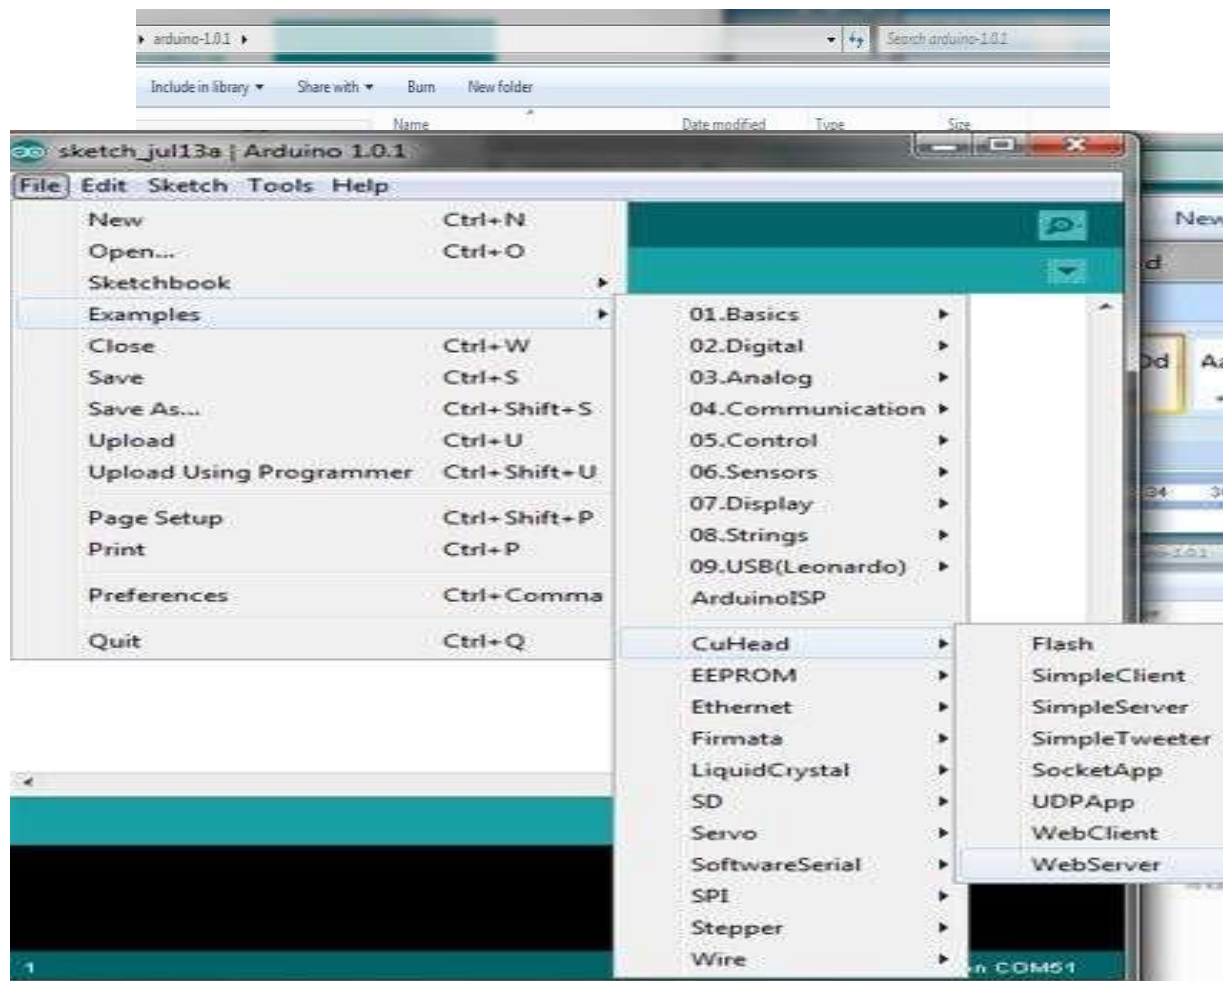 arduino-1.0.1
Search arduino-1.0.1
Include in library Share with Burn New folder
Name Date modified Type Size
sketch_jul13a | Arduino 1.0.1
File Edit Sketch Tools Help
New Ctrl+N
Open... Ctrl+O
Sketchbook
Examples
Close Ctrl+W
Save Ctrl+S
Save As... Ctrl+Shift+S
Upload Ctrl+U
Upload Using Programmer Ctrl+Shift+U
Page Setup Ctrl+Shift+P
Print Ctrl+P
Preferences Ctrl+Comma
Quit Ctrl+Q
01.Basics
02.Digital
03.Analog
04.Communication
05.Control
06.Sensors
07.Display
08.Strings
09.USB(Leonardo)
ArduinoISP
CuHead
EEPROM
Ethernet
Firmata
LiquidCrystal
SD
Servo
SoftwareSerial
SPI
Stepper
Wire
Flash
SimpleClient
SimpleServer
SimpleTweeter
SocketApp
UDPApp
WebClient
WebServer
New
d
Aa
34
1
n COM51